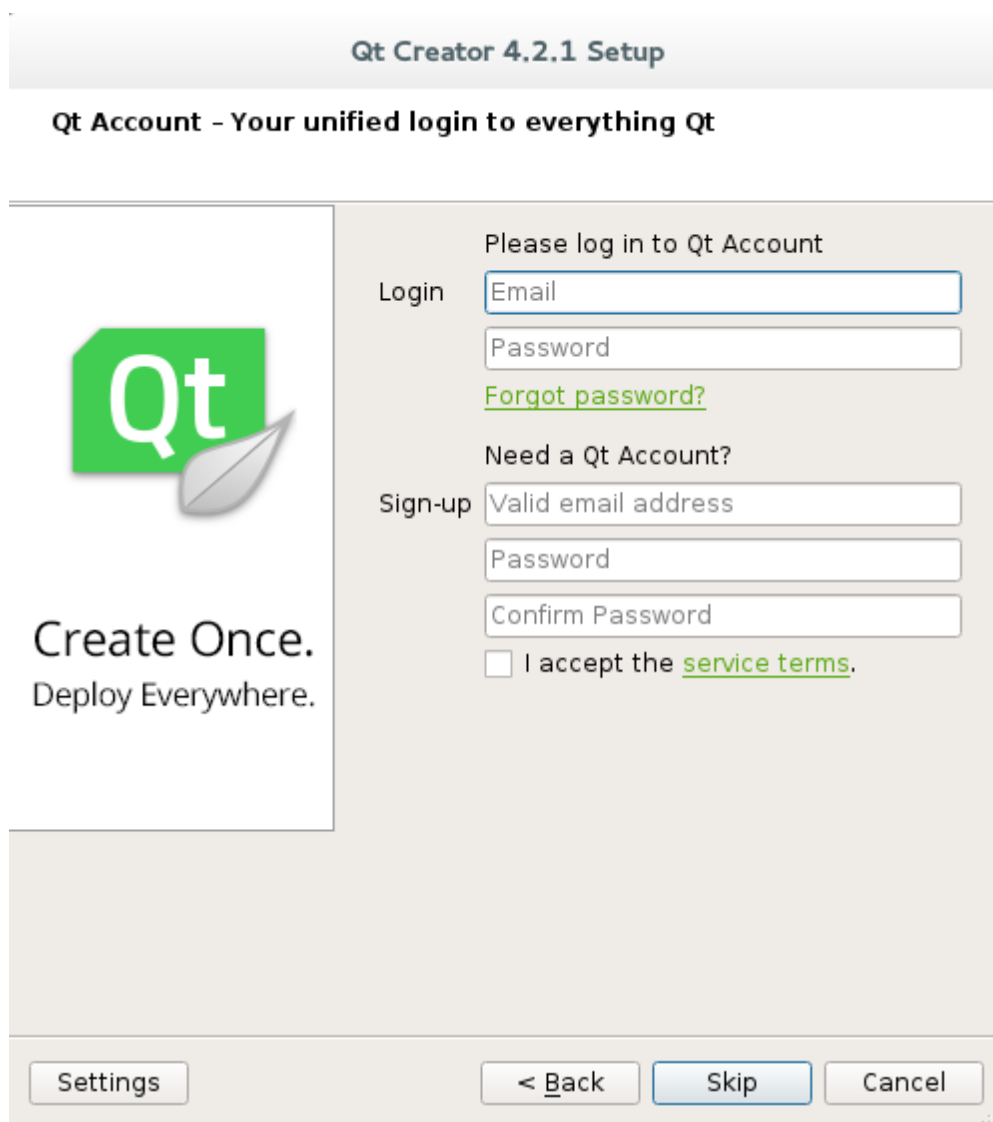 Qt Creator 4.2.1 Setup
Qt Account – Your unified login to everything Qt
Qt
Create Once.
Deploy Everywhere.
Please log in to Qt Account
Login Email
Password
Forgot password?
Need a Qt Account?
Sign-up Valid email address
Password
Confirm Password
I accept the service terms.
Settings < Back Skip Cancel